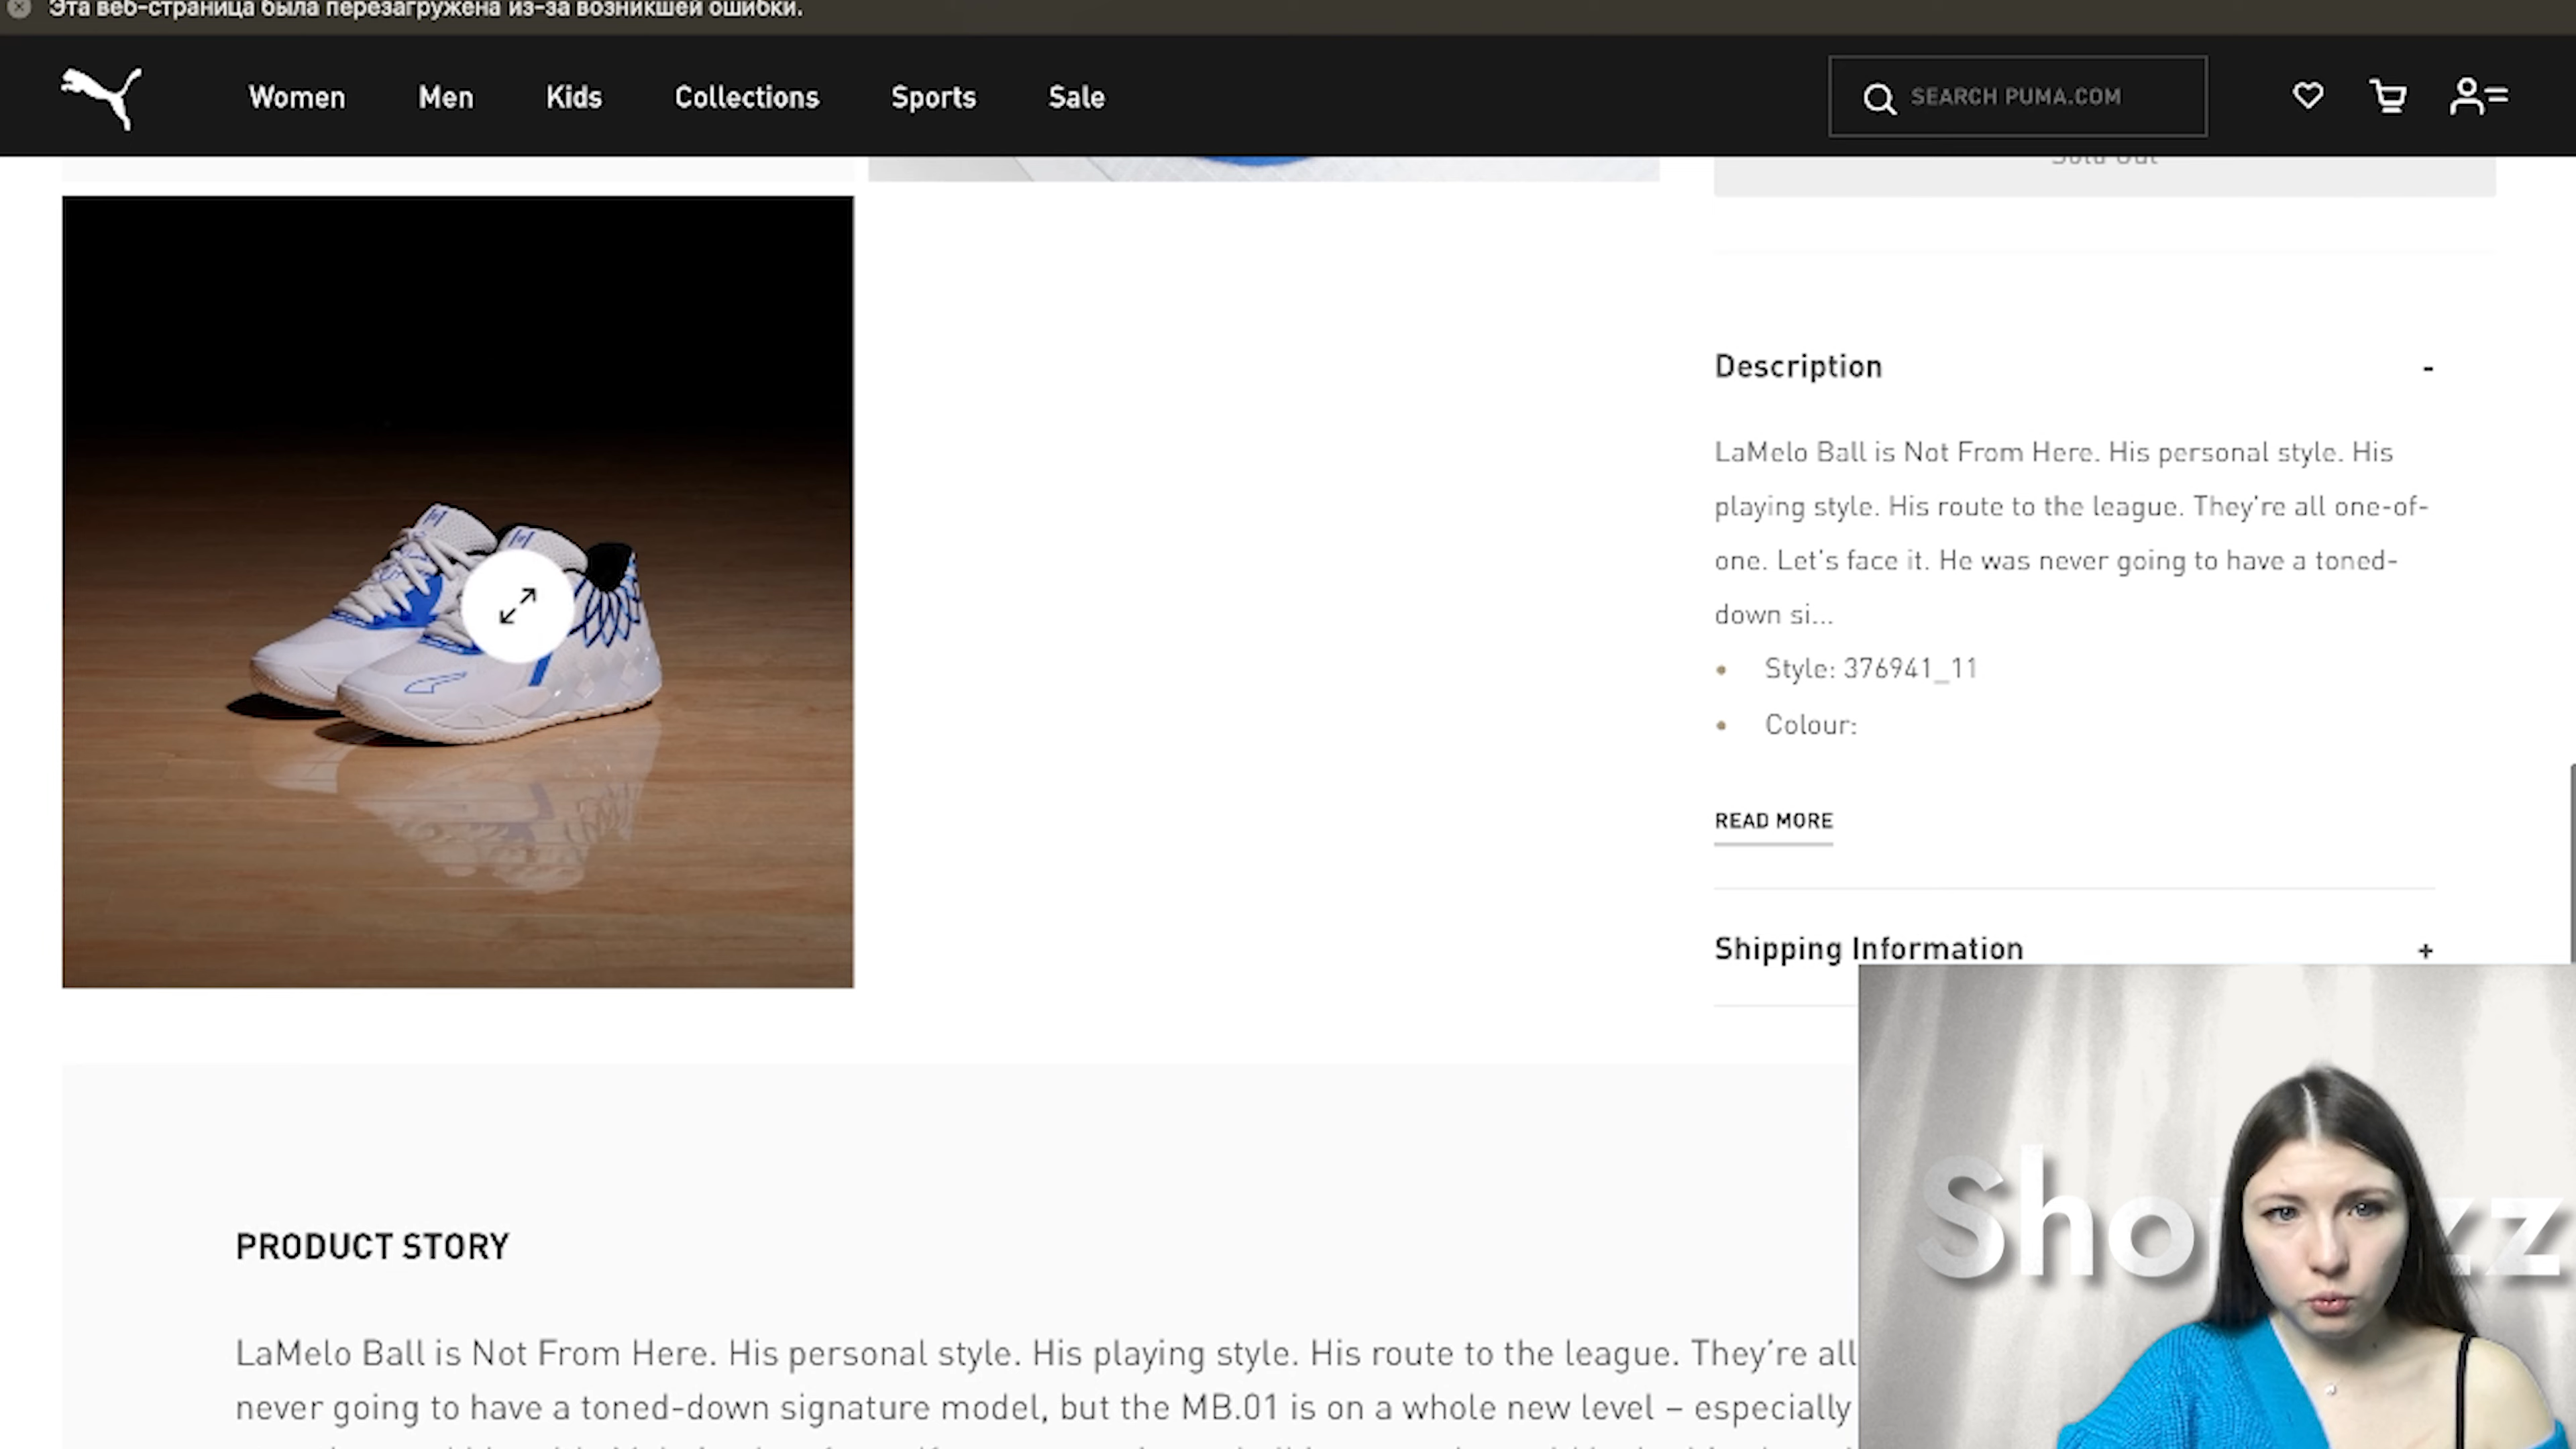 Эта веб-страница была перезагружена из-за возникшей ошибки.
Women
Men
Kids
Collections
Sports
Sale
SEARCH PUMA.COM
Sold Out
Description
-
LaMelo Ball is Not From Here. His personal style. His
playing style. His route to the league. They're all one-of-
one. Let's face it. He was never going to have a toned-
down si...
• Style: 376941_11
• Colour:
READ MORE
Shipping Information
+
PRODUCT STORY
LaMelo Ball is Not From Here. His personal style. His playing style. His route to the league. They're all
never going to have a toned-down signature model, but the MB.01 is on a whole new level – especially